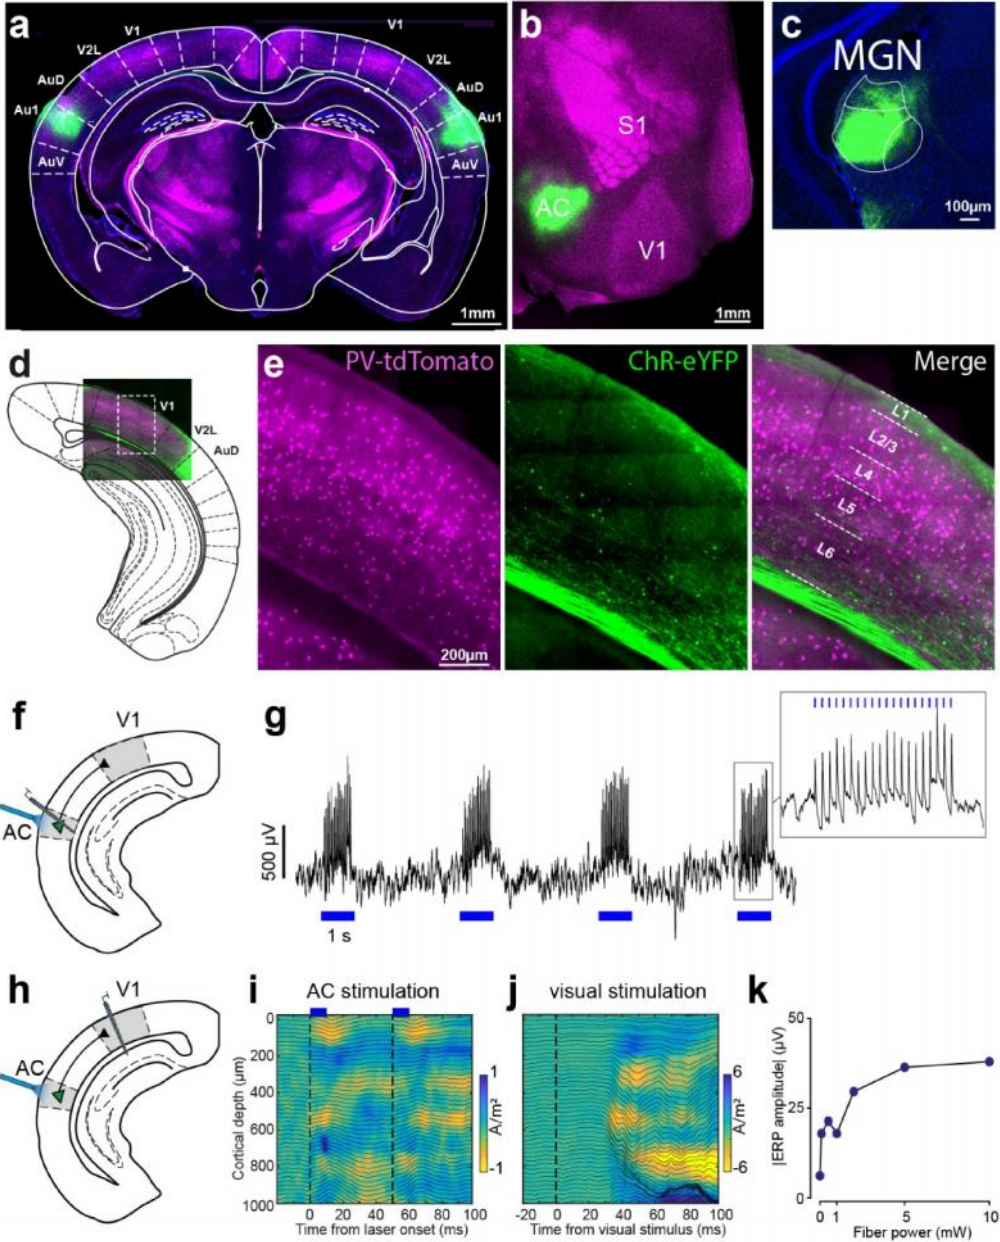 a
V1
V1
V2L
V2L
AuD
AuD
Au1
Au1
AuV
AuV
1mm
b
S1
AC
V1
1mm
c
MGN
100µm
d
V1
V2L
AuD
e
PV-tdTomato
200µm
ChR-eYFP
Merge
L1
L2/3
L4
L5
L6
f
V1
AC
g
500 µV
1 s
h
V1
AC
i
AC stimulation
Cortical depth (µm)
0
200
400
600
800
1000
0 20 40 60 80 100
Time from laser onset (ms)
1
A/m²
-1
j
visual stimulation
-20 0 20 40 60 80 100
Time from visual stimulus (ms)
6
A/m²
-6
k
|ERP amplitude| (µV)
50
25
0
0 1 5 10
Fiber power (mW)